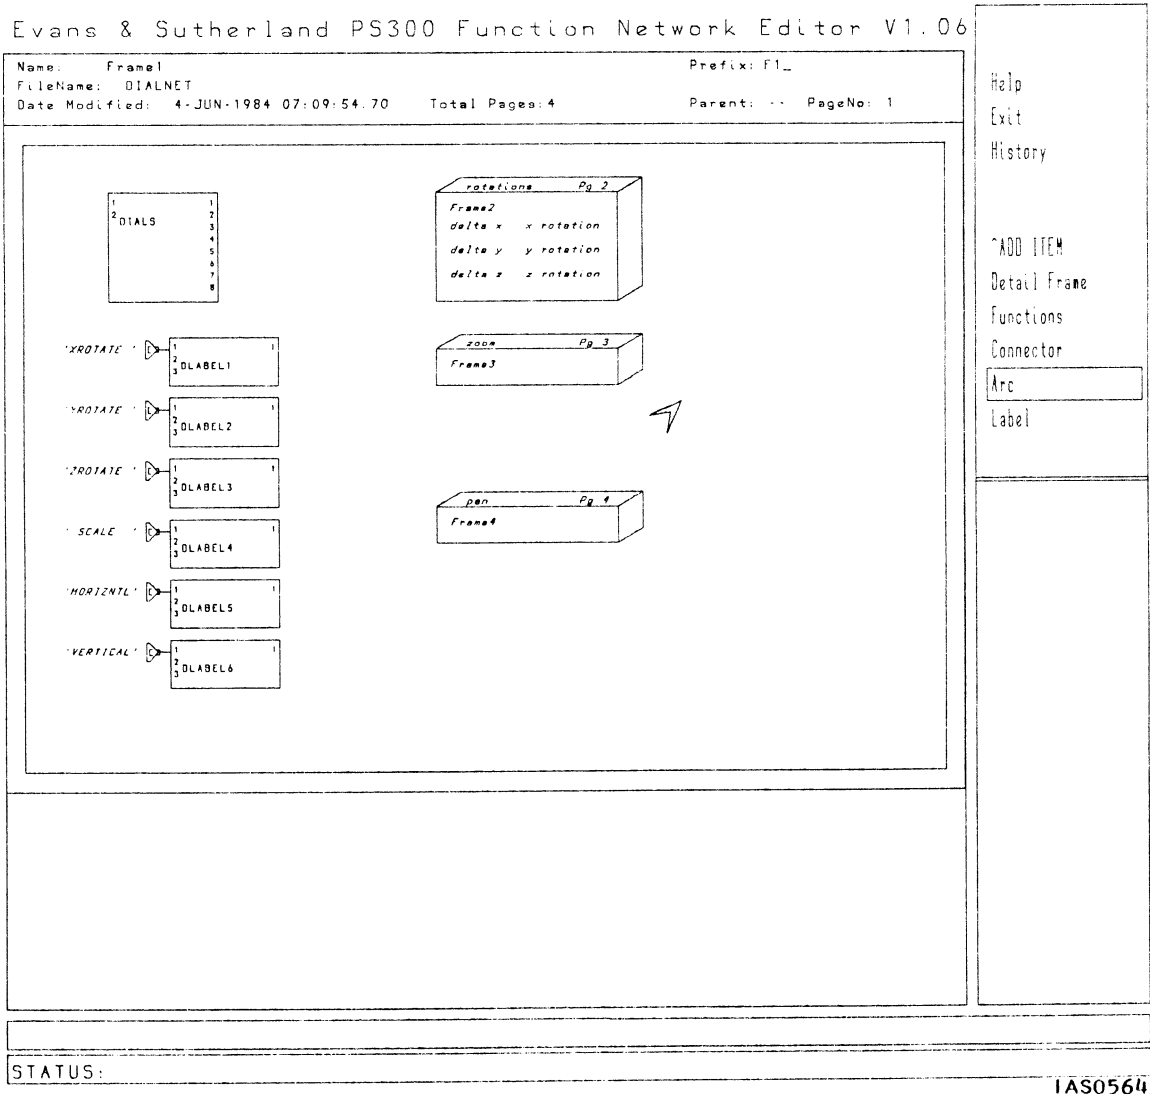 Evans & Sutherland PS300 Function Network Editor V1.06
Name: Frame1 Prefix: F1_
FileName: DIALNET
Date Modified: 4-JUN-1984 07:09:54.70 Total Pages:4 Parent: -- PageNo: 1
Help
Exit
History
^ADD ITEM
Detail Frame
Functions
Connector
Arc
Label
1 1
2 DIALS 2
3
4
5
6
7
8
rotations Pg 2
Frame2
delta x x rotation
delta y y rotation
delta z z rotation
zoom Pg 3
Frame3
pen Pg 4
Frame4
'XROTATE ' C 1 1
2
3 DLABEL1
'YROTATE ' C 1 1
2
3 DLABEL2
'ZROTATE ' C 1 1
2
3 DLABEL3
' SCALE ' C 1 1
2
3 DLABEL4
'HORIZNTL' C 1 1
2
3 DLABEL5
'VERTICAL' C 1 1
2
3 DLABEL6
STATUS:
IAS0564